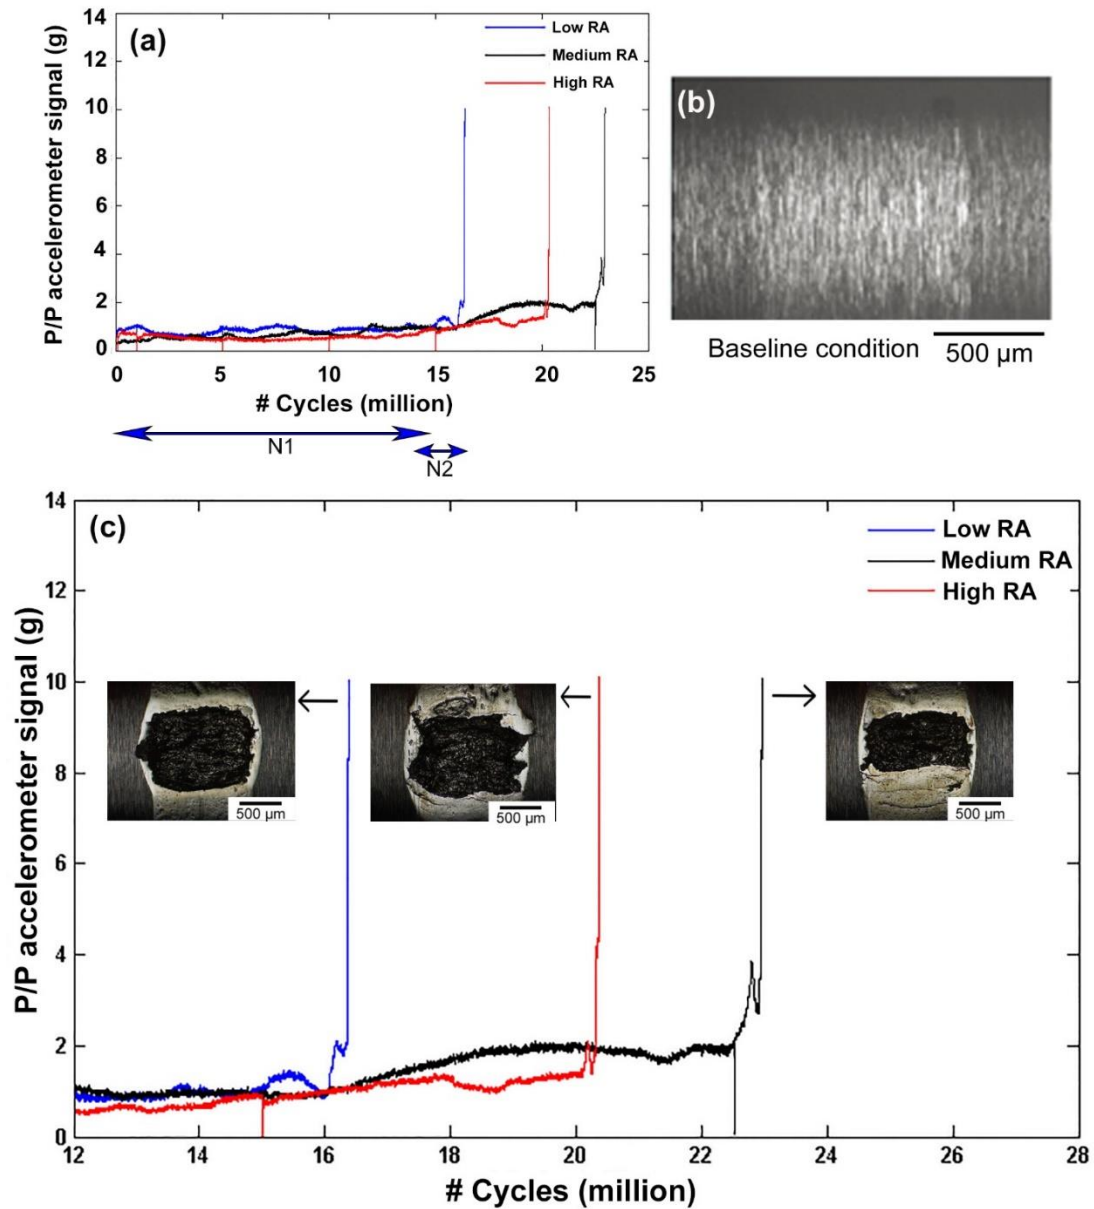 (a)
Low RA
Medium RA
High RA
P/P accelerometer signal (g)
14
12
10
8
6
4
2
0
0 5 10 15 20 25
# Cycles (million)
N1
N2
(b)
Baseline condition 500 µm
(c)
Low RA
Medium RA
High RA
P/P accelerometer signal (g)
14
12
10
8
6
4
2
0
500 µm
500 µm
500 µm
12 14 16 18 20 22 24 26 28
# Cycles (million)